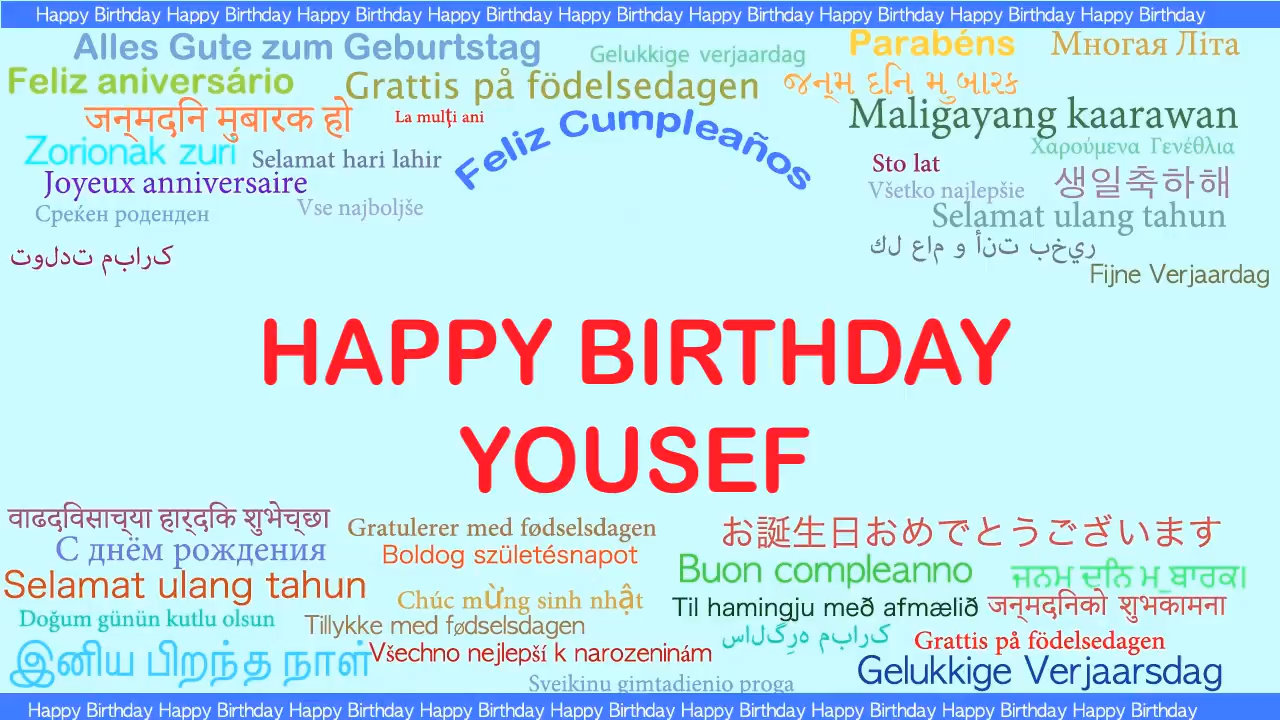 Happy Birthday Happy Birthday Happy Birthday Happy Birthday Happy Birthday Happy Birthday Happy Birthday Happy Birthday Happy Birthday
Alles Gute zum Geburtstag
Gelukkige verjaardag
Parabéns
Многая Літа
Feliz aniversário
Grattis på födelsedagen
જન્મ દિન મુબારક
जन्मदिन मुबारक हो
La mulţi ani
Feliz Cumpleaños
Maligayang kaarawan
Zorionak zuri
Selamat hari lahir
Sto lat
Χαρούμενα Γενέθλια
Joyeux anniversaire
Všetko najlepšie
생일축하해
Среќен роденден
Vse najboljše
Selamat ulang tahun
تولدت مبارک
كل عام و أنت بخير
Fijne Verjaardag
HAPPY BIRTHDAY
YOUSEF
वाढदिवसाच्या हार्दिक शुभेच्छा
Gratulerer med fødselsdagen
お誕生日おめでとうございます
С днём рождения
Boldog születésnapot
Buon compleanno
ਜਨਮ ਦਿਨ ਮੁਬਾਰਕ।
Selamat ulang tahun
Chúc mừng sinh nhật
Til hamingju með afmælið
जन्मदिनको शुभकामना
Doğum günün kutlu olsun
Tillykke med fødselsdagen
سالگرہ مبارک
Grattis på födelsedagen
இனிய பிறந்த நாள்
Všechno nejlepší k narozeninám
Gelukkige Verjaarsdag
Sveikinu gimtadienio proga
Happy Birthday Happy Birthday Happy Birthday Happy Birthday Happy Birthday Happy Birthday Happy Birthday Happy Birthday Happy Birthday